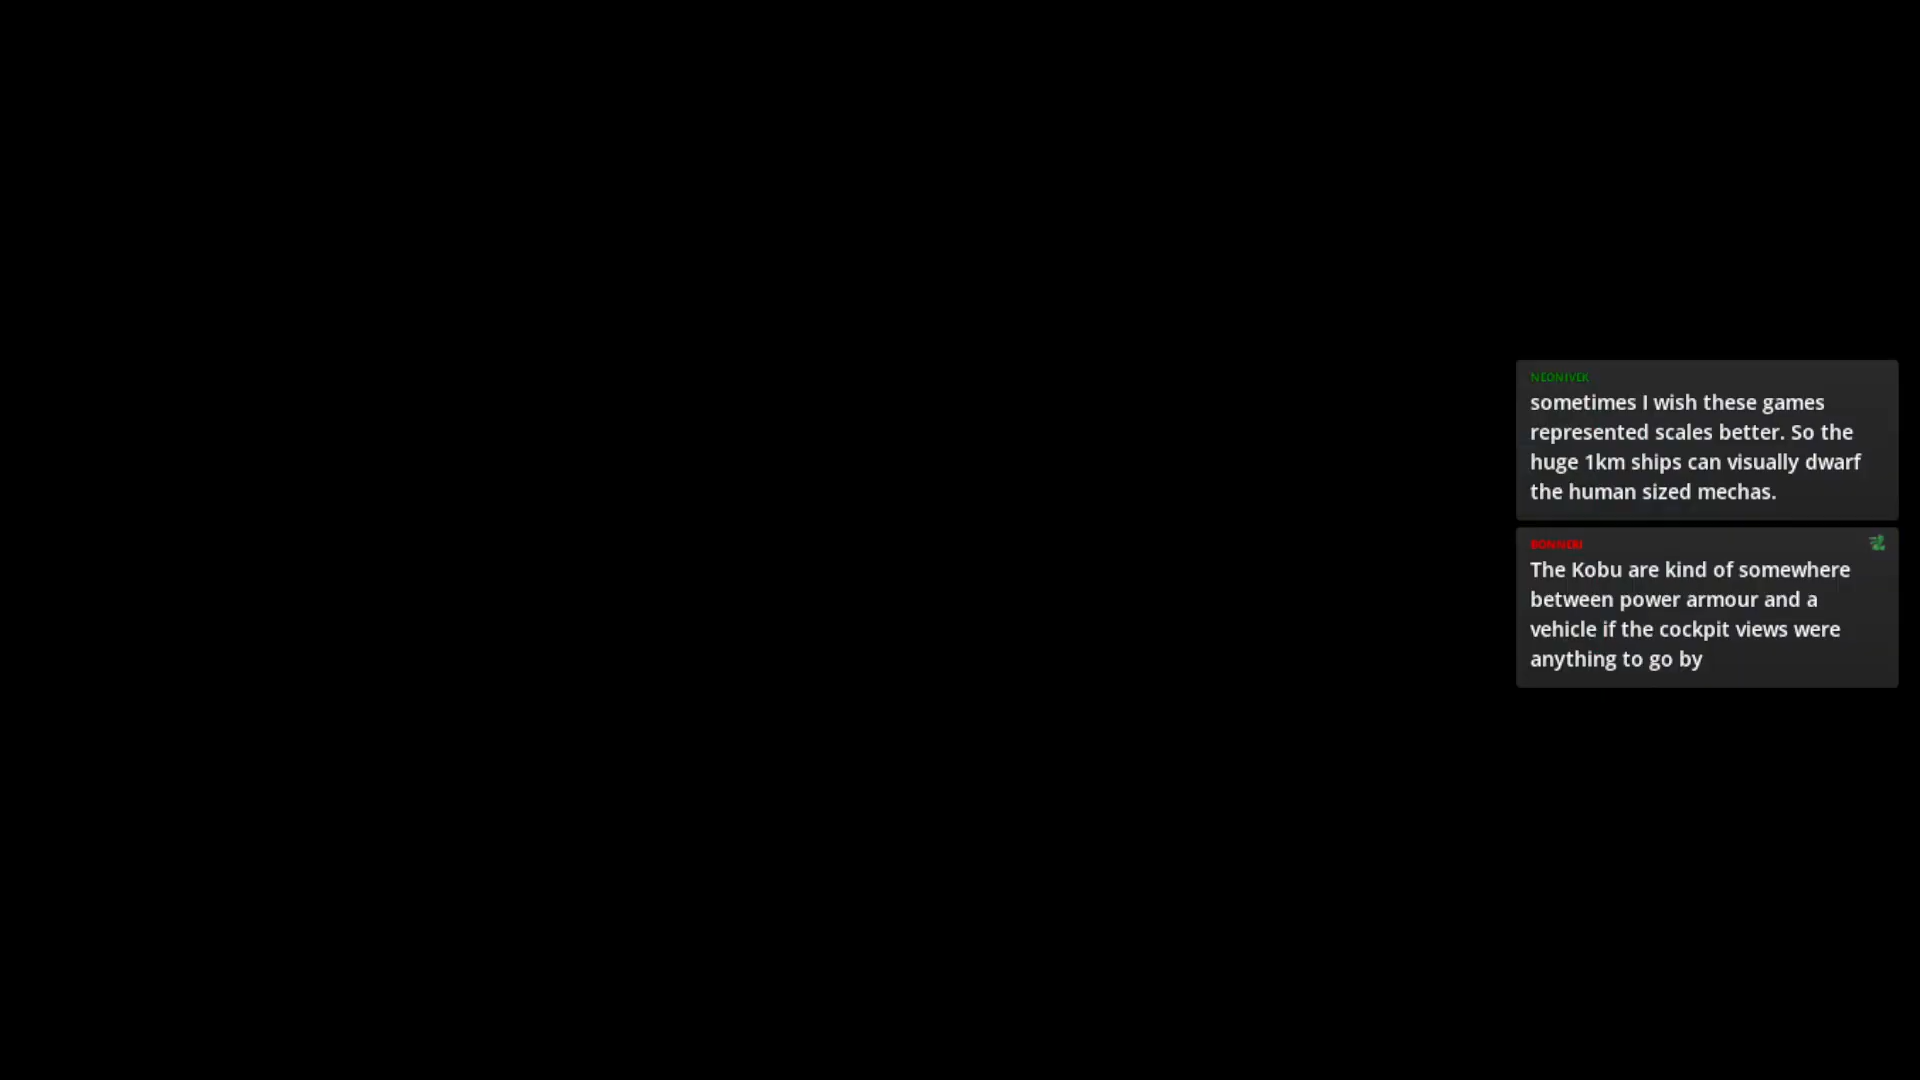 NEONIVEK
sometimes I wish these games
represented scales better. So the
huge 1km ships can visually dwarf
the human sized mechas.
BONNERI
The Kobu are kind of somewhere
between power armour and a
vehicle if the cockpit views were
anything to go by